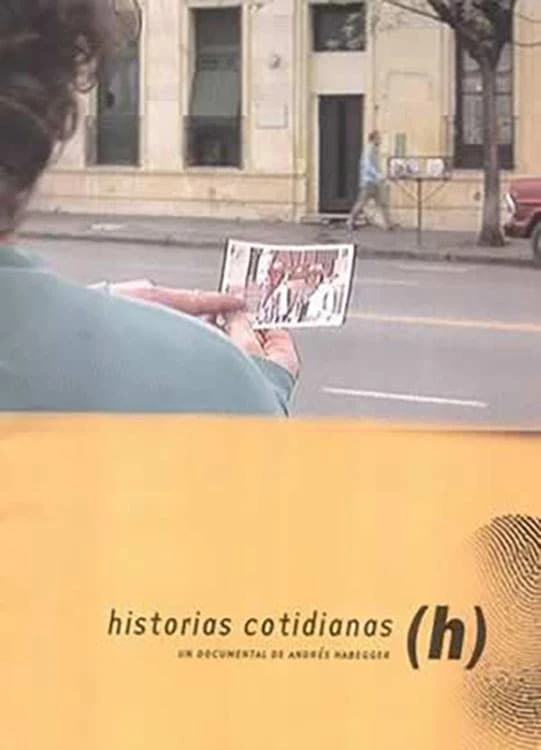 historias cotidianas (h)
UN DOCUMENTAL DE ANDRÉS HABEGGER